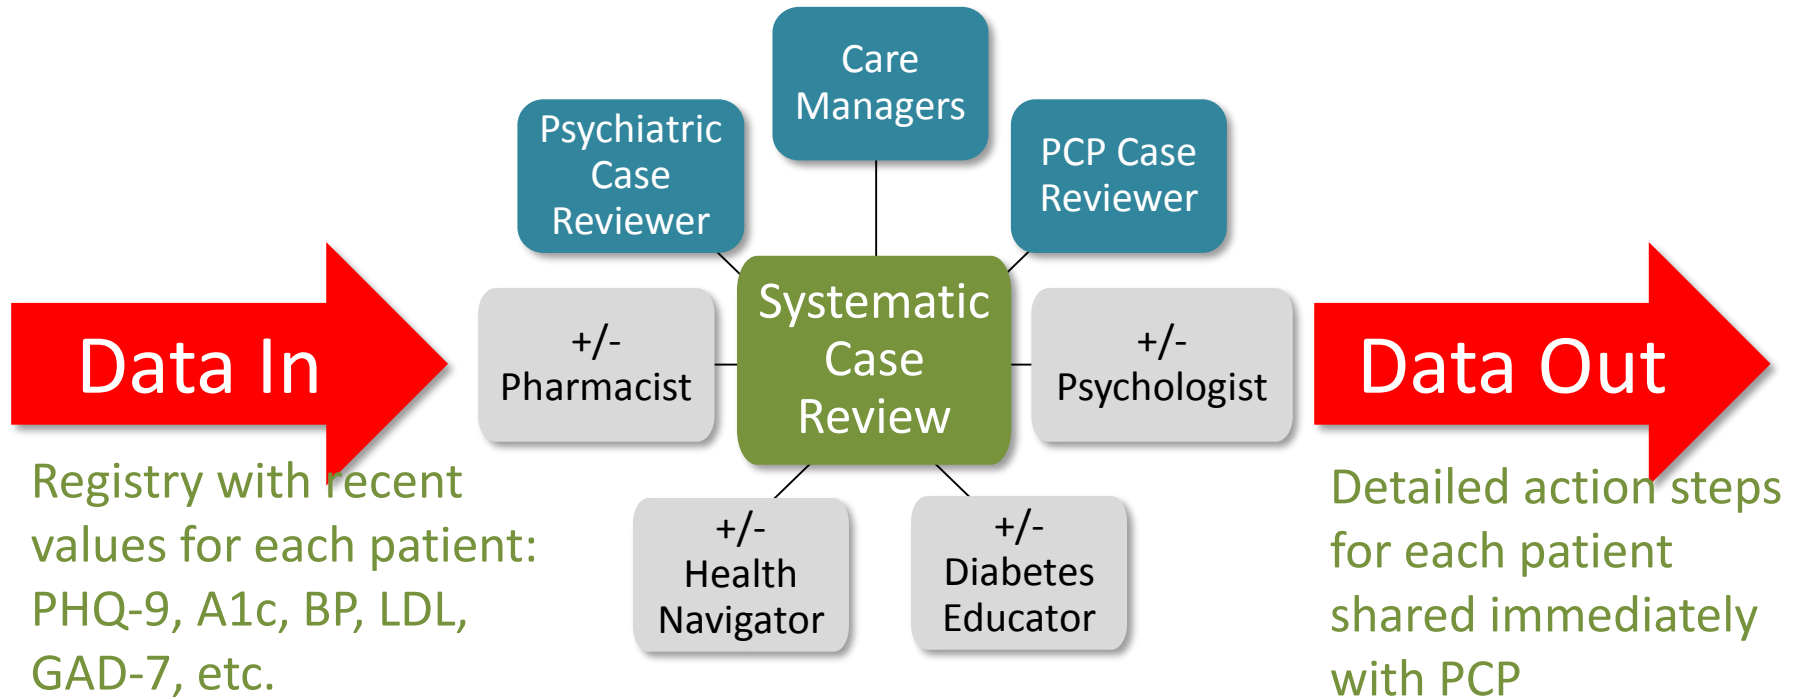 Data In
Registry with recent
values for each patient:
PHQ-9, A1c, BP, LDL,
GAD-7, etc.
Psychiatric
Case
Reviewer
Care
Managers
PCP Case
Reviewer
+/-
Pharmacist
Systematic
Case
Review
+/-
Psychologist
+/-
Health
Navigator
+/-
Diabetes
Educator
Data Out
Detailed action steps
for each patient
shared immediately
with PCP